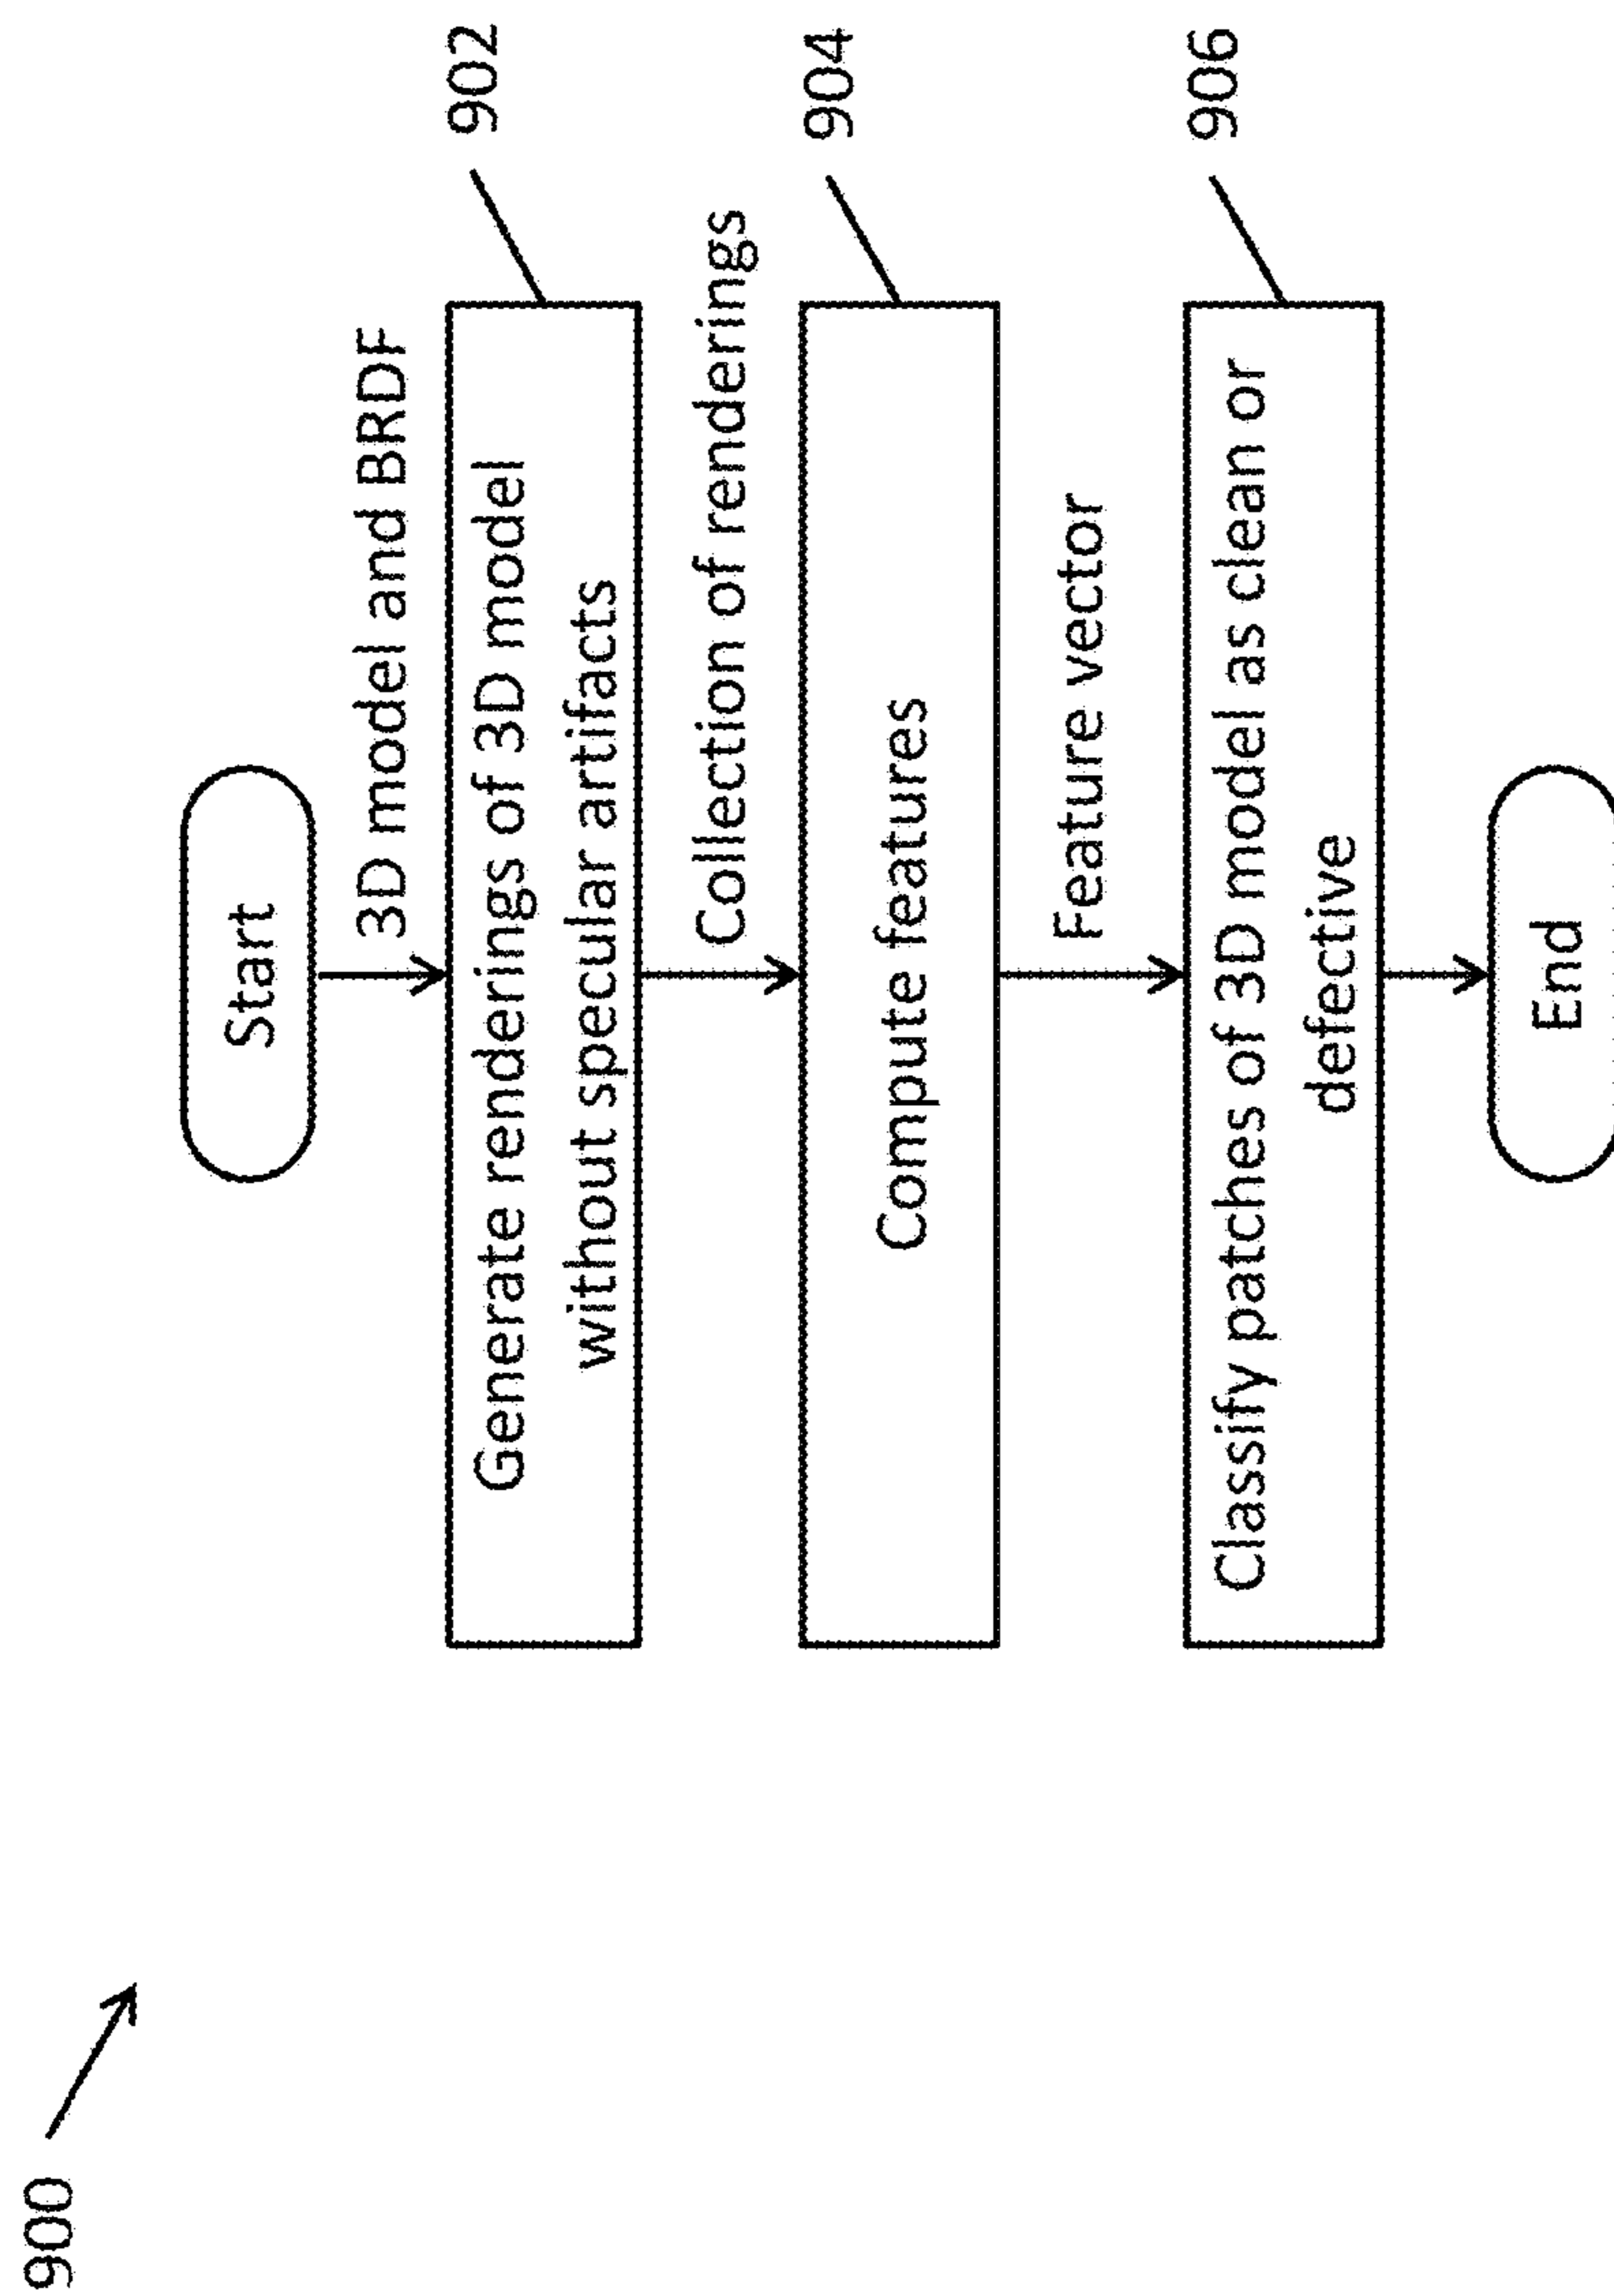 900
Start
3D model and BRDF
902
Generate renderings of 3D model
without specular artifacts
Collection of renderings
904
Compute features
Feature vector
906
Classify patches of 3D model as clean or
defective
End